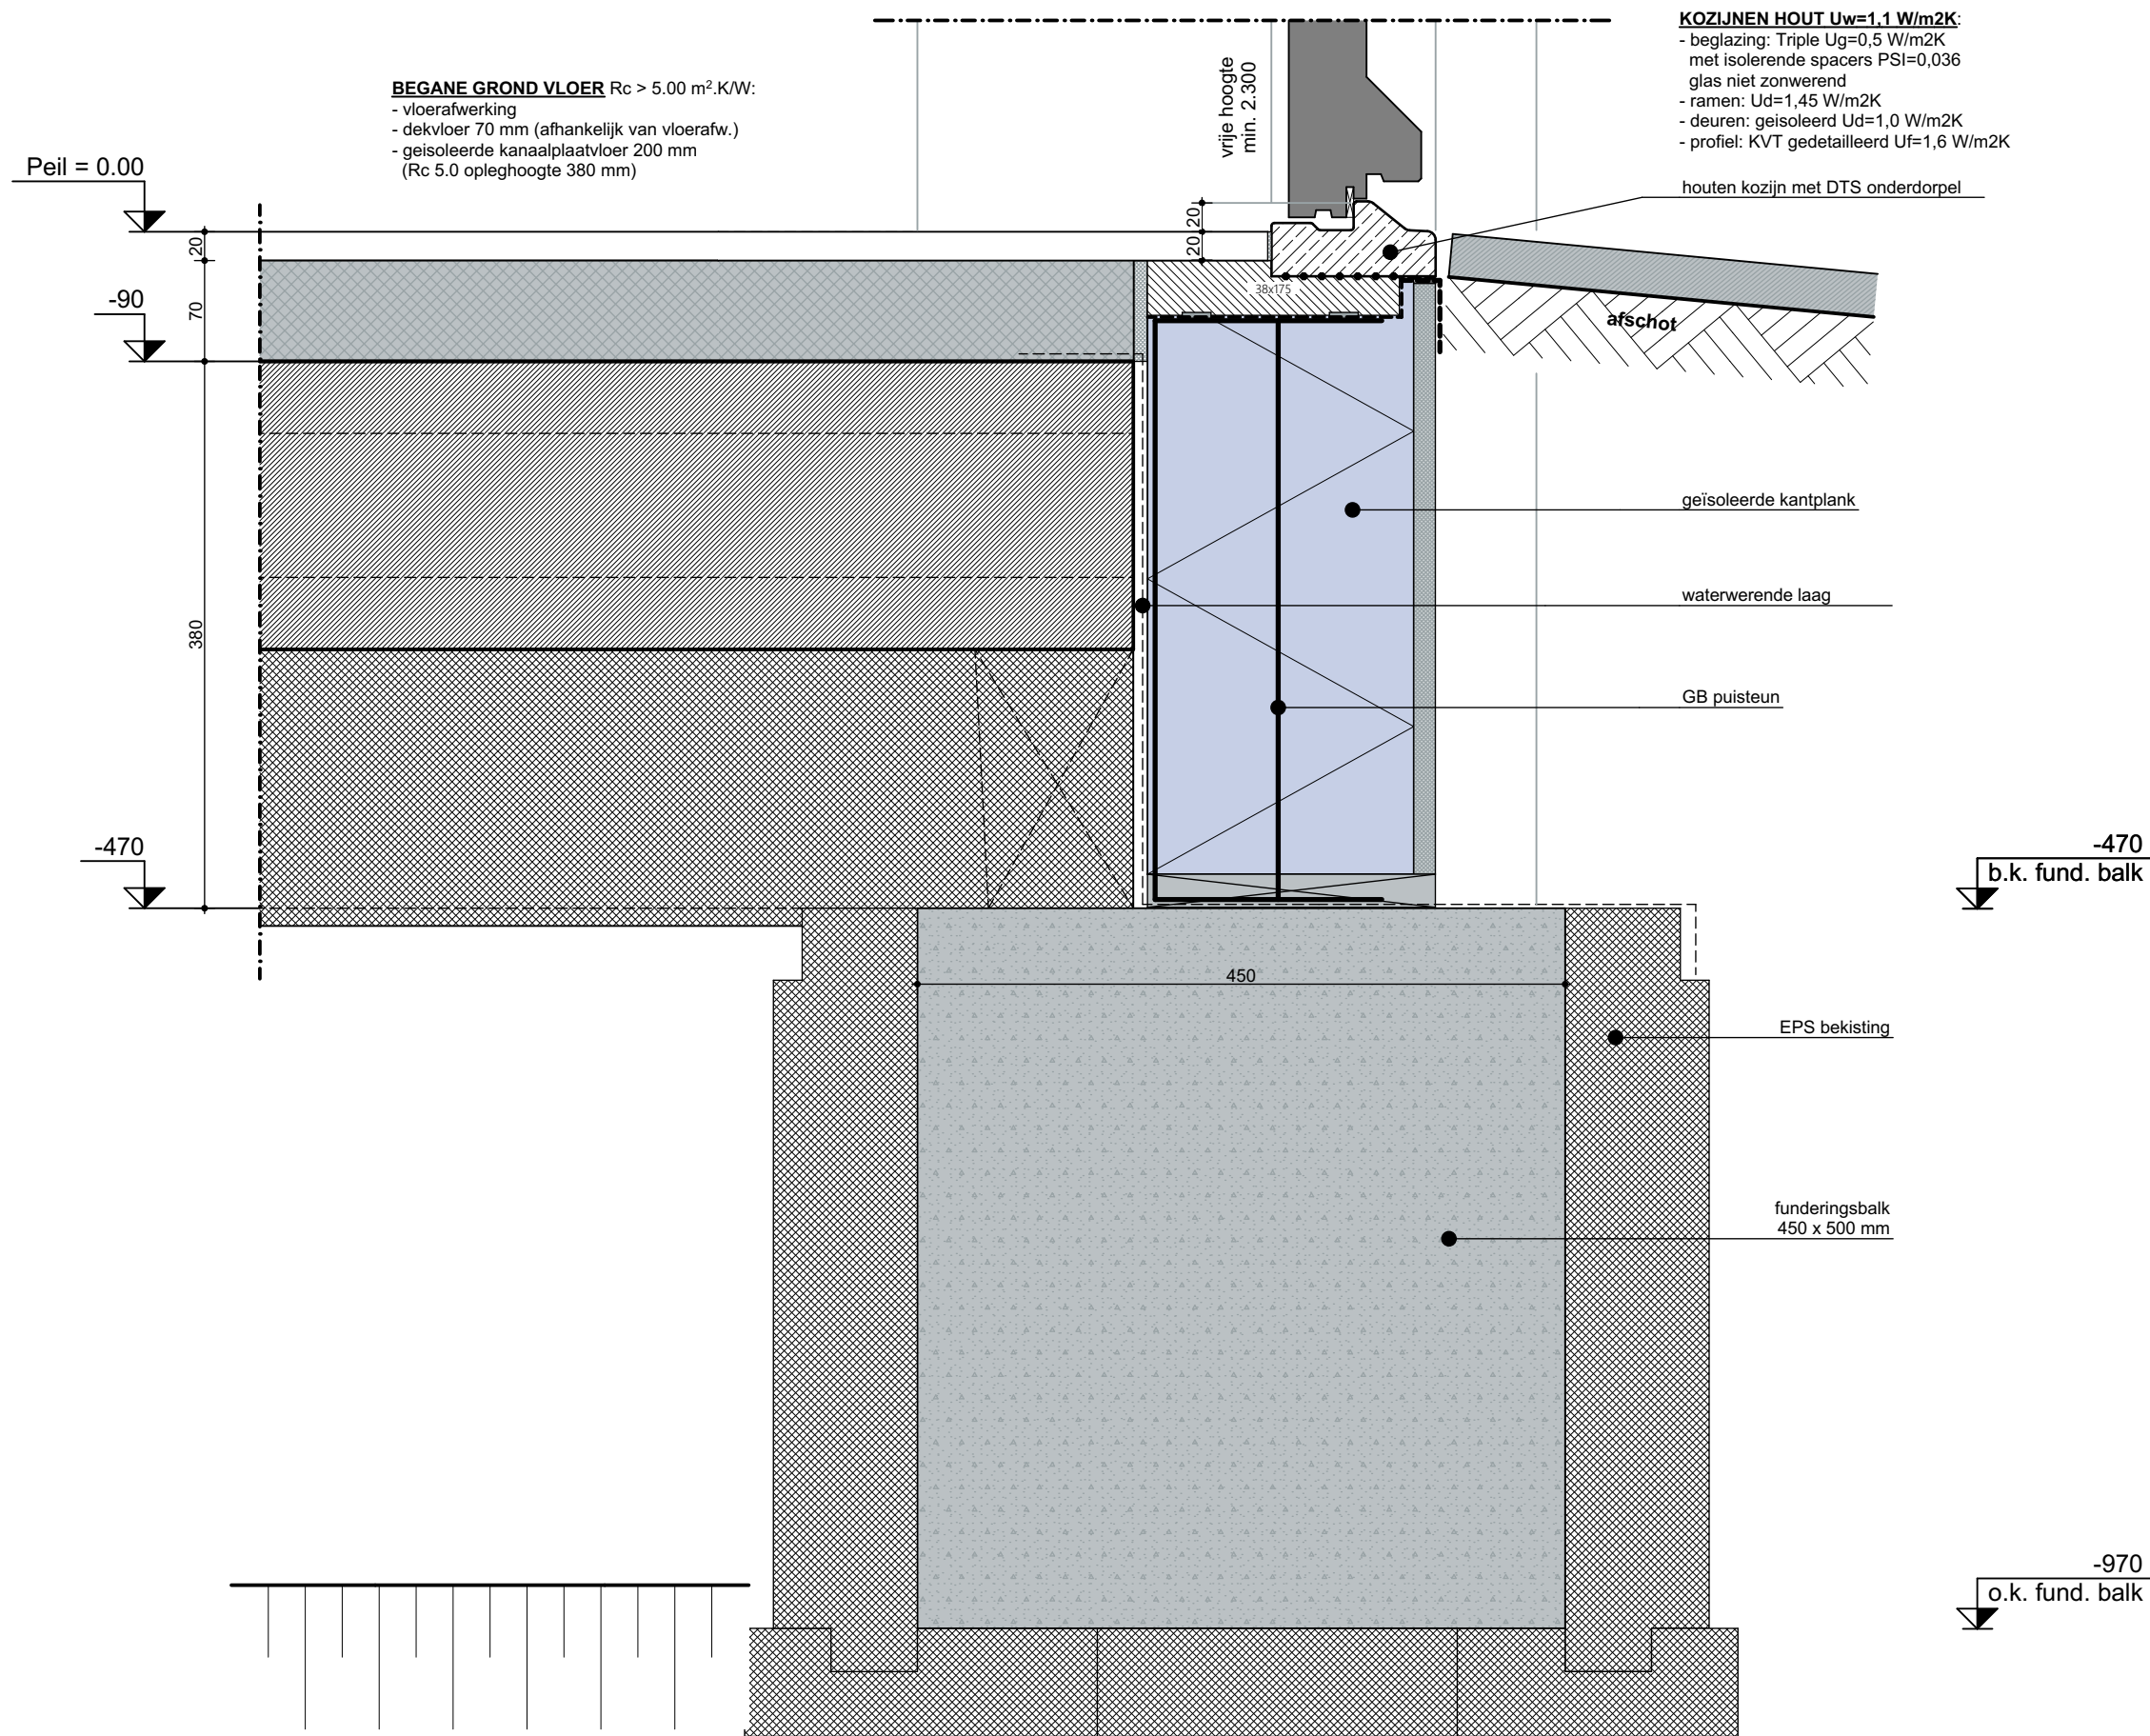 KOZIJNEN HOUT Uw=1,1 W/m2K:
- beglazing: Triple Ug=0,5 W/m2K
met isolerende spacers PSI=0,036
glas niet zonwerend
- ramen: Ud=1,45 W/m2K
- deuren: geisoleerd Ud=1,0 W/m2K
- profiel: KVT gedetailleerd Uf=1,6 W/m2K
BEGANE GROND VLOER Rc > 5.00 m².K/W:
- vloerafwerking
- dekvloer 70 mm (afhankelijk van vloerafw.)
- geisoleerde kanaalplaatvloer 200 mm
(Rc 5.0 opleghoogte 380 mm)
vrije hoogte
min. 2.300
Peil = 0.00
houten kozijn met DTS onderdorpel
20
20
20
38x175
-90
70
afschot
geïsoleerde kantplank
waterwerende laag
380
GB puisteun
-470
-470
b.k. fund. balk
450
EPS bekisting
funderingsbalk
450 x 500 mm
-970
o.k. fund. balk